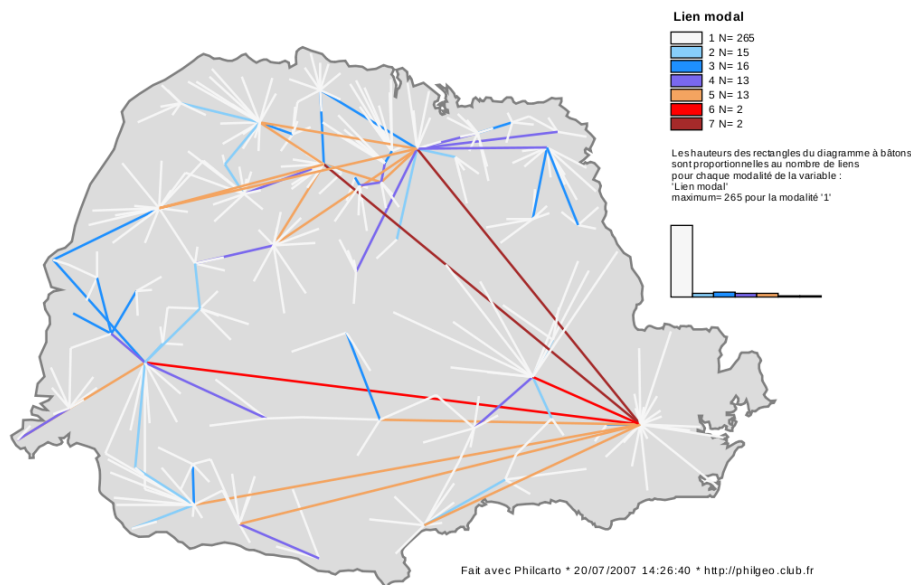 Lien modal
1 N= 265
2 N= 15
3 N= 16
4 N= 13
5 N= 13
6 N= 2
7 N= 2
Les hauteurs des rectangles du diagramme à bâtons
sont proportionnelles au nombre de liens
pour chaque modalité de la variable :
'Lien modal'
maximum= 265 pour la modalité '1'
Fait avec Philcarto * 20/07/2007 14:26:40 * http://philgeo.club.fr